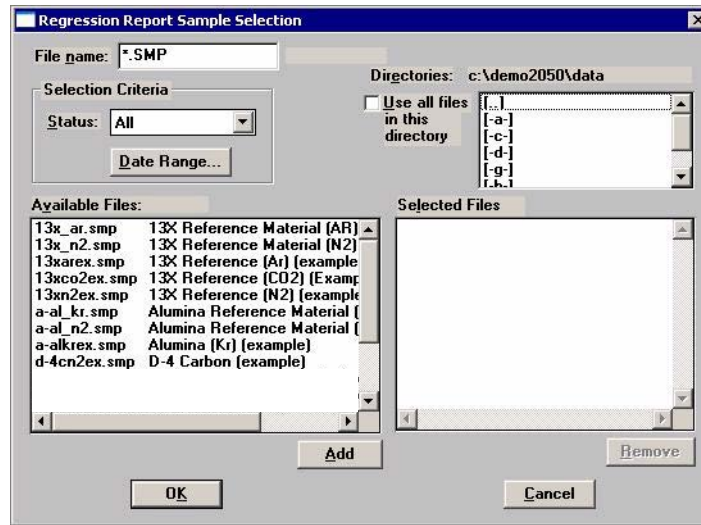 Regression Report Sample Selection
File name: *.SMP
Directories: c:\demo2050\data
Selection Criteria
Status: All
Date Range...
Use all files
in this
directory
[..]
[-a-]
[-c-]
[-d-]
[-g-]
[-h-]
Available Files:
13x_ar.smp 13X Reference Material (AR)
13x_n2.smp 13X Reference Material (N2)
13xarex.smp 13X Reference (Ar) (example
13xco2ex.smp 13X Reference (CO2) (Examp
13xn2ex.smp 13X Reference (N2) (example
a-al_kr.smp Alumina Reference Material (
a-al_n2.smp Alumina Reference Material (
a-alkrex.smp Alumina (Kr) (example)
d-4cn2ex.smp D-4 Carbon (example)
Selected Files
Add
Remove
OK
Cancel